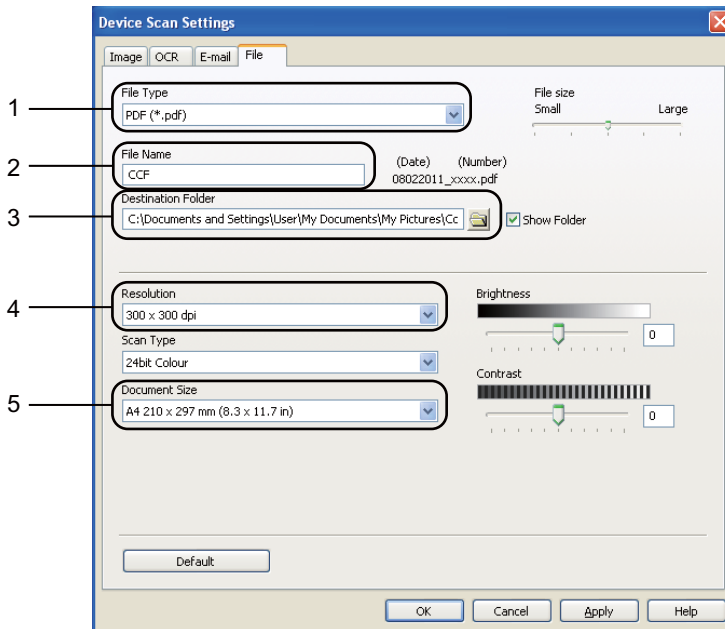 Device Scan Settings
Image OCR E-mail File
1
File Type
PDF (*.pdf)
File size
Small Large
2
File Name
CCF
(Date) (Number)
08022011_xxxx.pdf
3
Destination Folder
C:\Documents and Settings\User\My Documents\My Pictures\Cc
Show Folder
4
Resolution
300 x 300 dpi
Brightness
0
Scan Type
24bit Colour
Contrast
0
5
Document Size
A4 210 x 297 mm (8.3 x 11.7 in)
Default
OK Cancel Apply Help